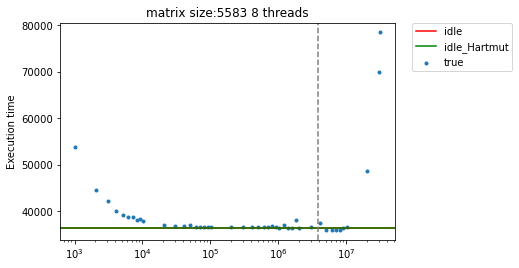 matrix size:5583 8 threads
80000
70000
60000
50000
40000
Execution time
10³
10⁴
10⁵
10⁶
10⁷
idle
idle_Hartmut
true